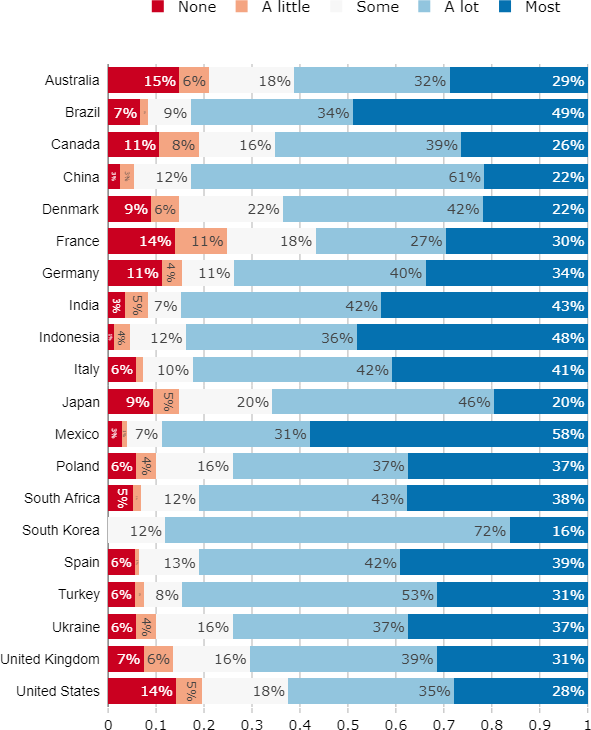 None A little Some A lot Most
Australia 15% 6% 18% 32% 29%
Brazil 7% 9% 34% 49%
Canada 11% 8% 16% 39% 26%
China 3% 3% 12% 61% 22%
Denmark 9% 6% 22% 42% 22%
France 14% 11% 18% 27% 30%
Germany 11% 4% 11% 40% 34%
India 3% 5% 7% 42% 43%
Indonesia 4% 12% 36% 48%
Italy 6% 10% 42% 41%
Japan 9% 5% 20% 46% 20%
Mexico 3% 7% 31% 58%
Poland 6% 4% 16% 37% 37%
South Africa 5% 12% 43% 38%
South Korea 12% 72% 16%
Spain 6% 13% 42% 39%
Turkey 6% 8% 53% 31%
Ukraine 6% 4% 16% 37% 37%
United Kingdom 7% 6% 16% 39% 31%
United States 14% 5% 18% 35% 28%
0 0.1 0.2 0.3 0.4 0.5 0.6 0.7 0.8 0.9 1